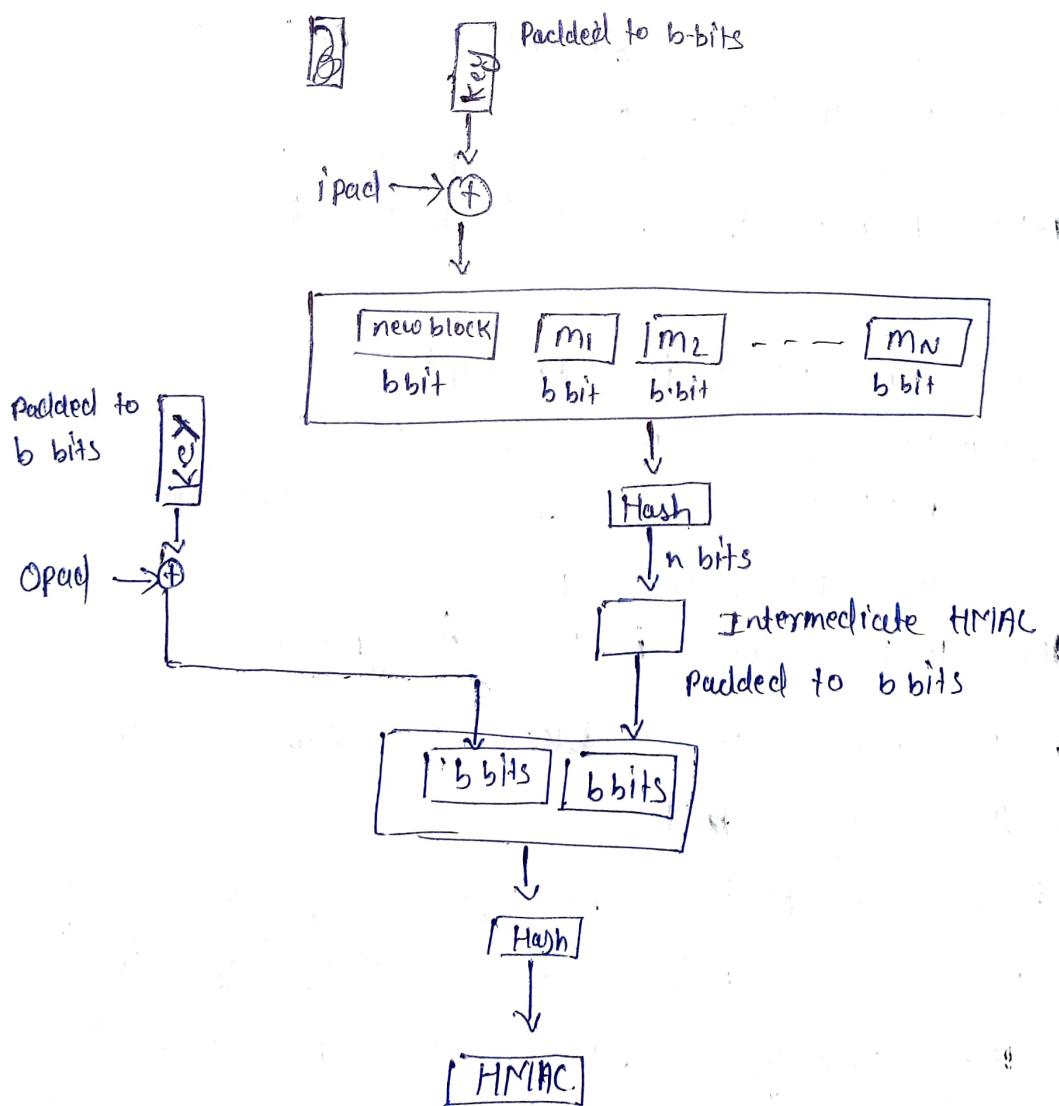 Padded to b-bits
Key
ipad
new block
m1
m2
- - - -
mN
b bit
b bit
b.bit
b bit
Padded to
b bits
Key
Opad
Hash
n bits
Intermediate HMAC
Padded to b bits
b bits
b bits
Hash
HMAC.